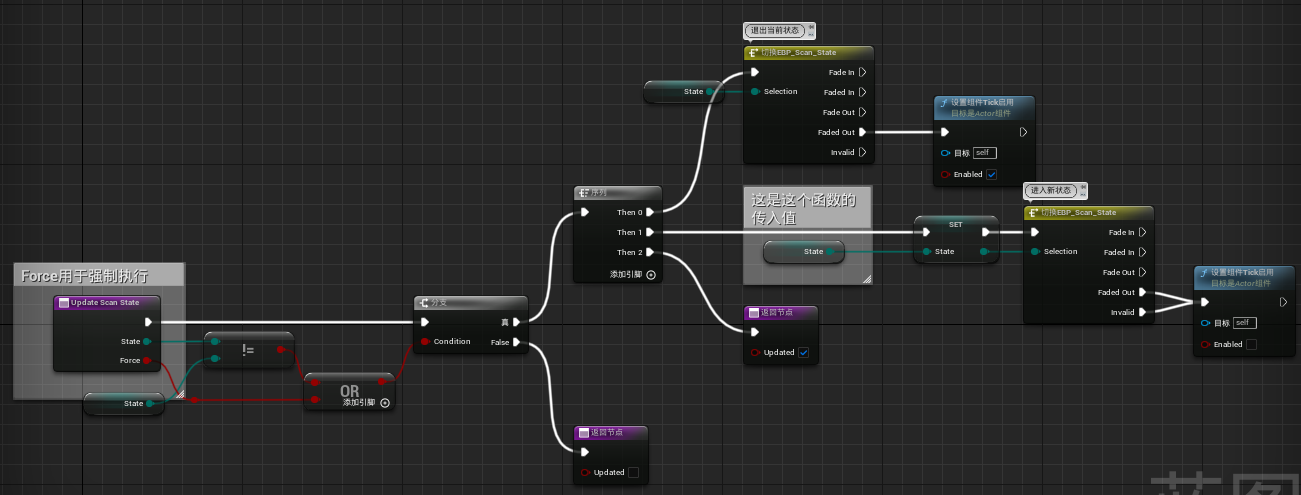 退出当前状态
切换EBP_Scan_State
Fade In
State
Selection
Faded In
Fade Out
Faded Out
Invalid
设置组件Tick启用
目标是Actor组件
目标 self
Enabled
序列
Then 0
Then 1
Then 2
添加引脚
这是这个函数的
传入值
State
SET
State
进入新状态
切换EBP_Scan_State
Fade In
Selection
Faded In
Fade Out
Faded Out
Invalid
设置组件Tick启用
目标是Actor组件
目标 self
Enabled
Force用于强制执行
Update Scan State
State
Force
State
!=
OR
添加引脚
分支
真
Condition
False
返回节点
Updated
返回节点
Updated
蓝图